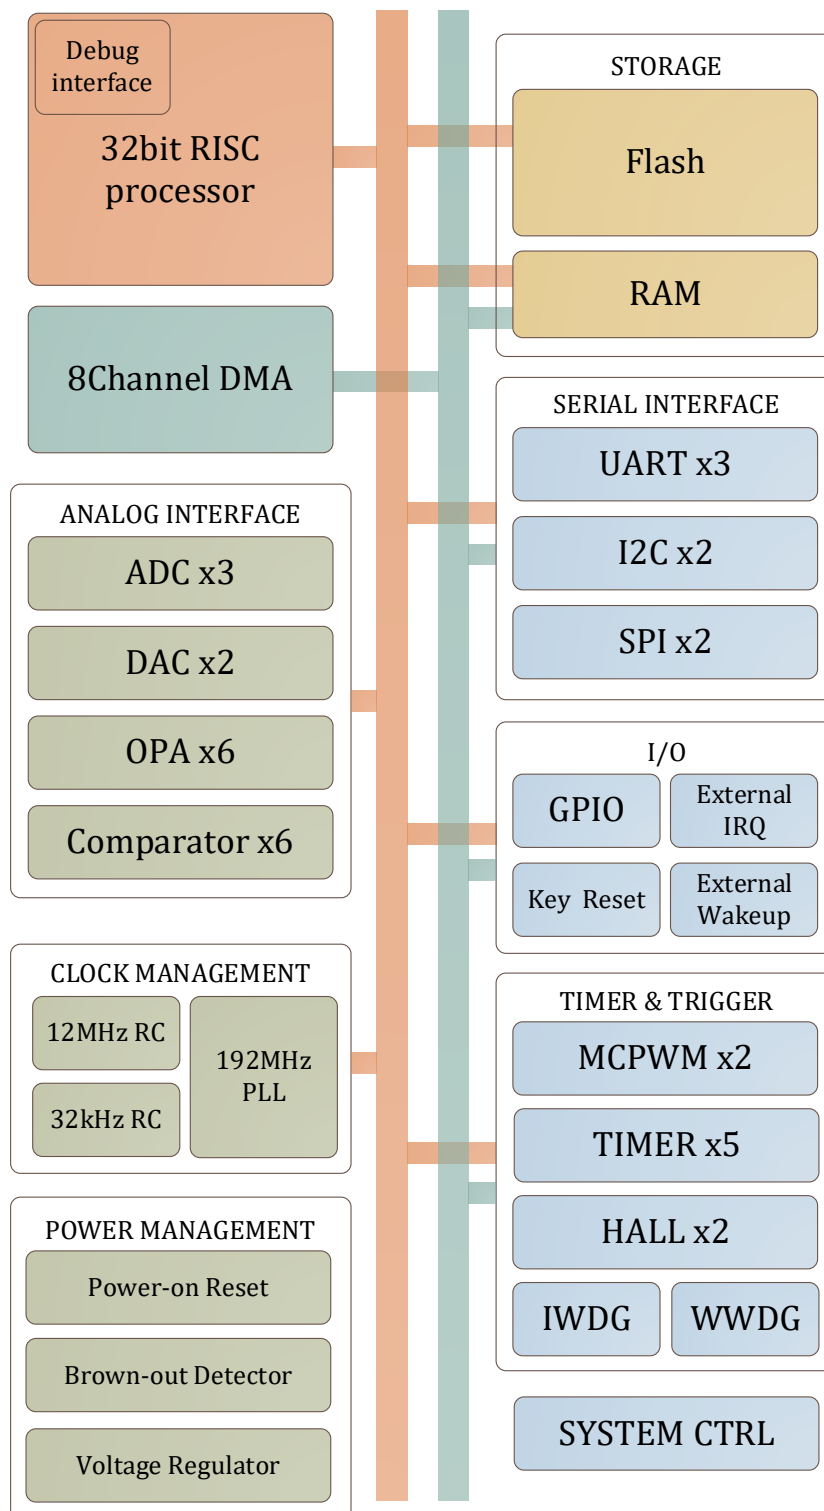 Debug
interface
32bit RISC
processor
8Channel DMA
ANALOG INTERFACE
ADC x3
DAC x2
OPA x6
Comparator x6
CLOCK MANAGEMENT
12MHz RC
32kHz RC
192MHz
PLL
POWER MANAGEMENT
Power-on Reset
Brown-out Detector
Voltage Regulator
STORAGE
Flash
RAM
SERIAL INTERFACE
UART x3
I2C x2
SPI x2
I/O
GPIO
External
IRQ
Key Reset
External
Wakeup
TIMER & TRIGGER
MCPWM x2
TIMER x5
HALL x2
IWDG
WWDG
SYSTEM CTRL